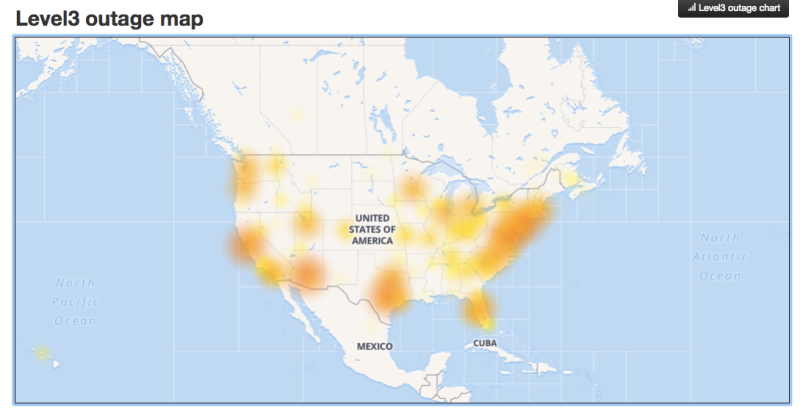 Level3 outage map
Level3 outage chart
UNITED
STATES OF
AMERICA
North
Atlantic
Ocean
North
Pacific
Ocean
MEXICO
CUBA